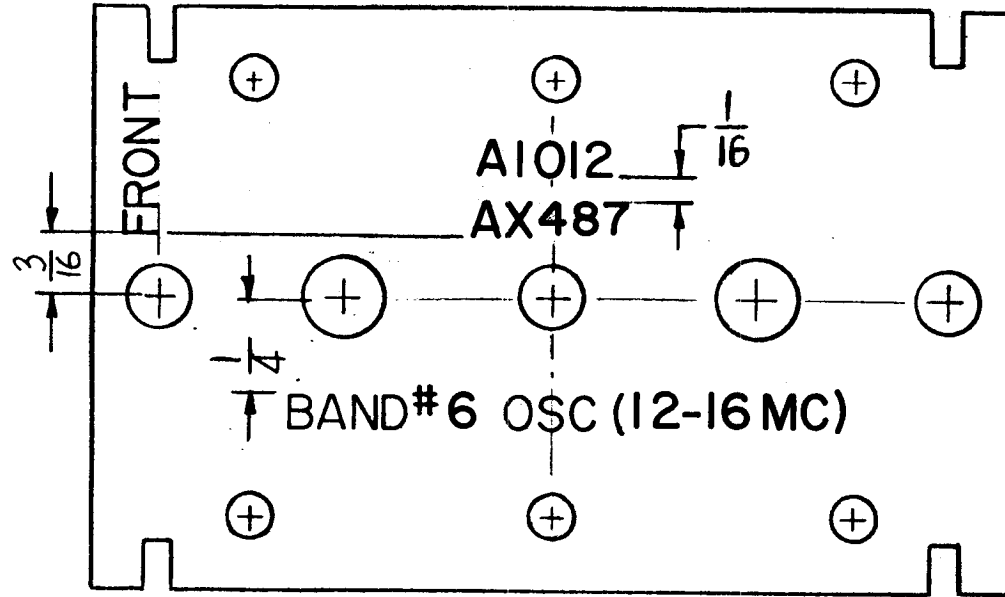 FRONT
A1012
1/16
AX487
3/16
1/4
BAND#6 OSC (12-16 MC)